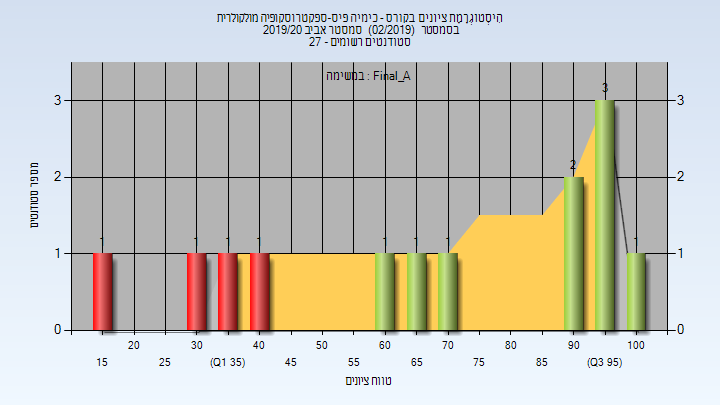 היסטוגרמת ציונים בקורס - כימיה פיס-ספקטרוסקופיה מולקולרית
בסמסטר (02/2019) סמסטר אביב 2019/20
סטודנטים רשומים - 27
במשימה : Final_A
מספר סטודנטים
3 3
2 2
1 1
0 0
1 1 1 1 1 1 1 2 3 1
20 30 40 50 60 70 80 90 100
15 25 (Q1 35) 45 55 65 75 85 (Q3 95)
טווח ציונים